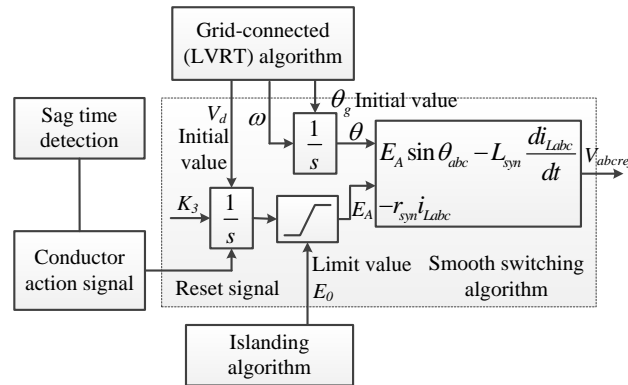 Grid-connected
(LVRT) algorithm
Sag time
detection
V_d
Initial
value
ω
θ_g Initial value
1/s
θ
E_A sin θ_abc − L_syn di_Labc/dt
− r_syn i_Labc
V_abcref
K_3
1/s
E_A
Conductor
action signal
Reset signal
Limit value
E_0
Smooth switching
algorithm
Islanding
algorithm